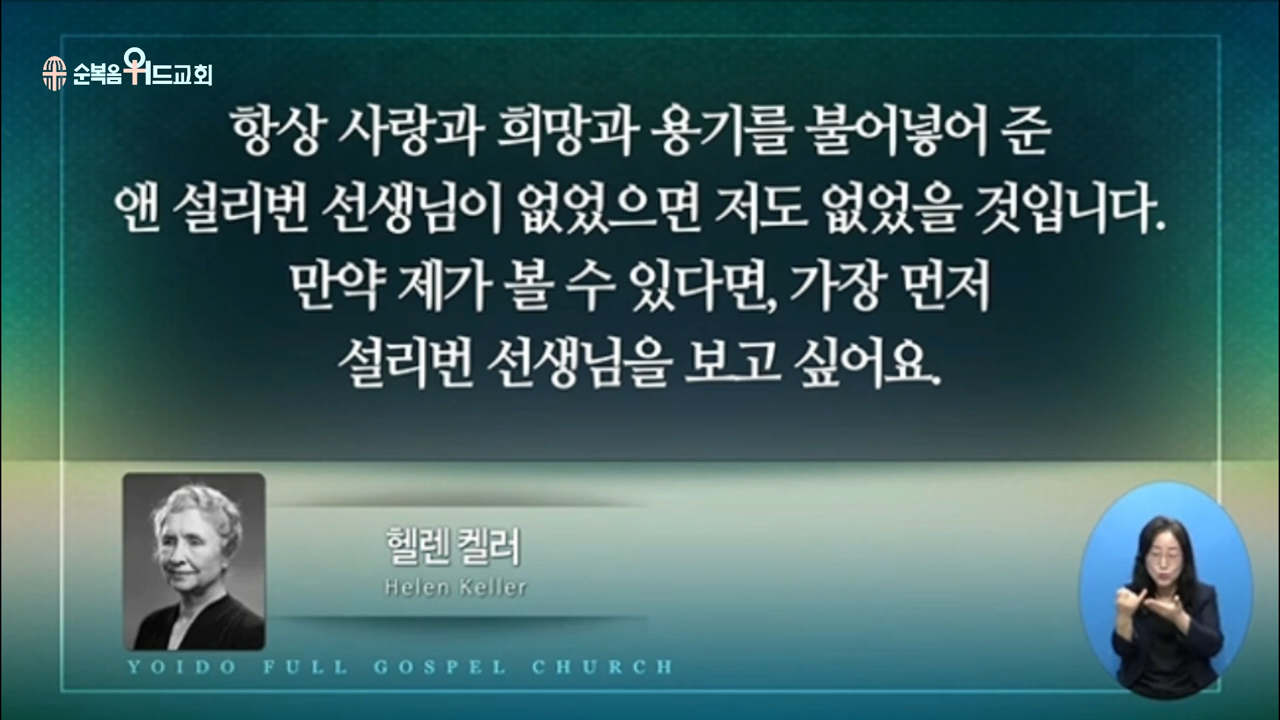 순복음위드교회
항상 사랑과 희망과 용기를 불어넣어 준
앤 설리번 선생님이 없었으면 저도 없었을 것입니다.
만약 제가 볼 수 있다면, 가장 먼저
설리번 선생님을 보고 싶어요.
헬렌 켈러
Helen Keller
YOIDO FULL GOSPEL CHURCH